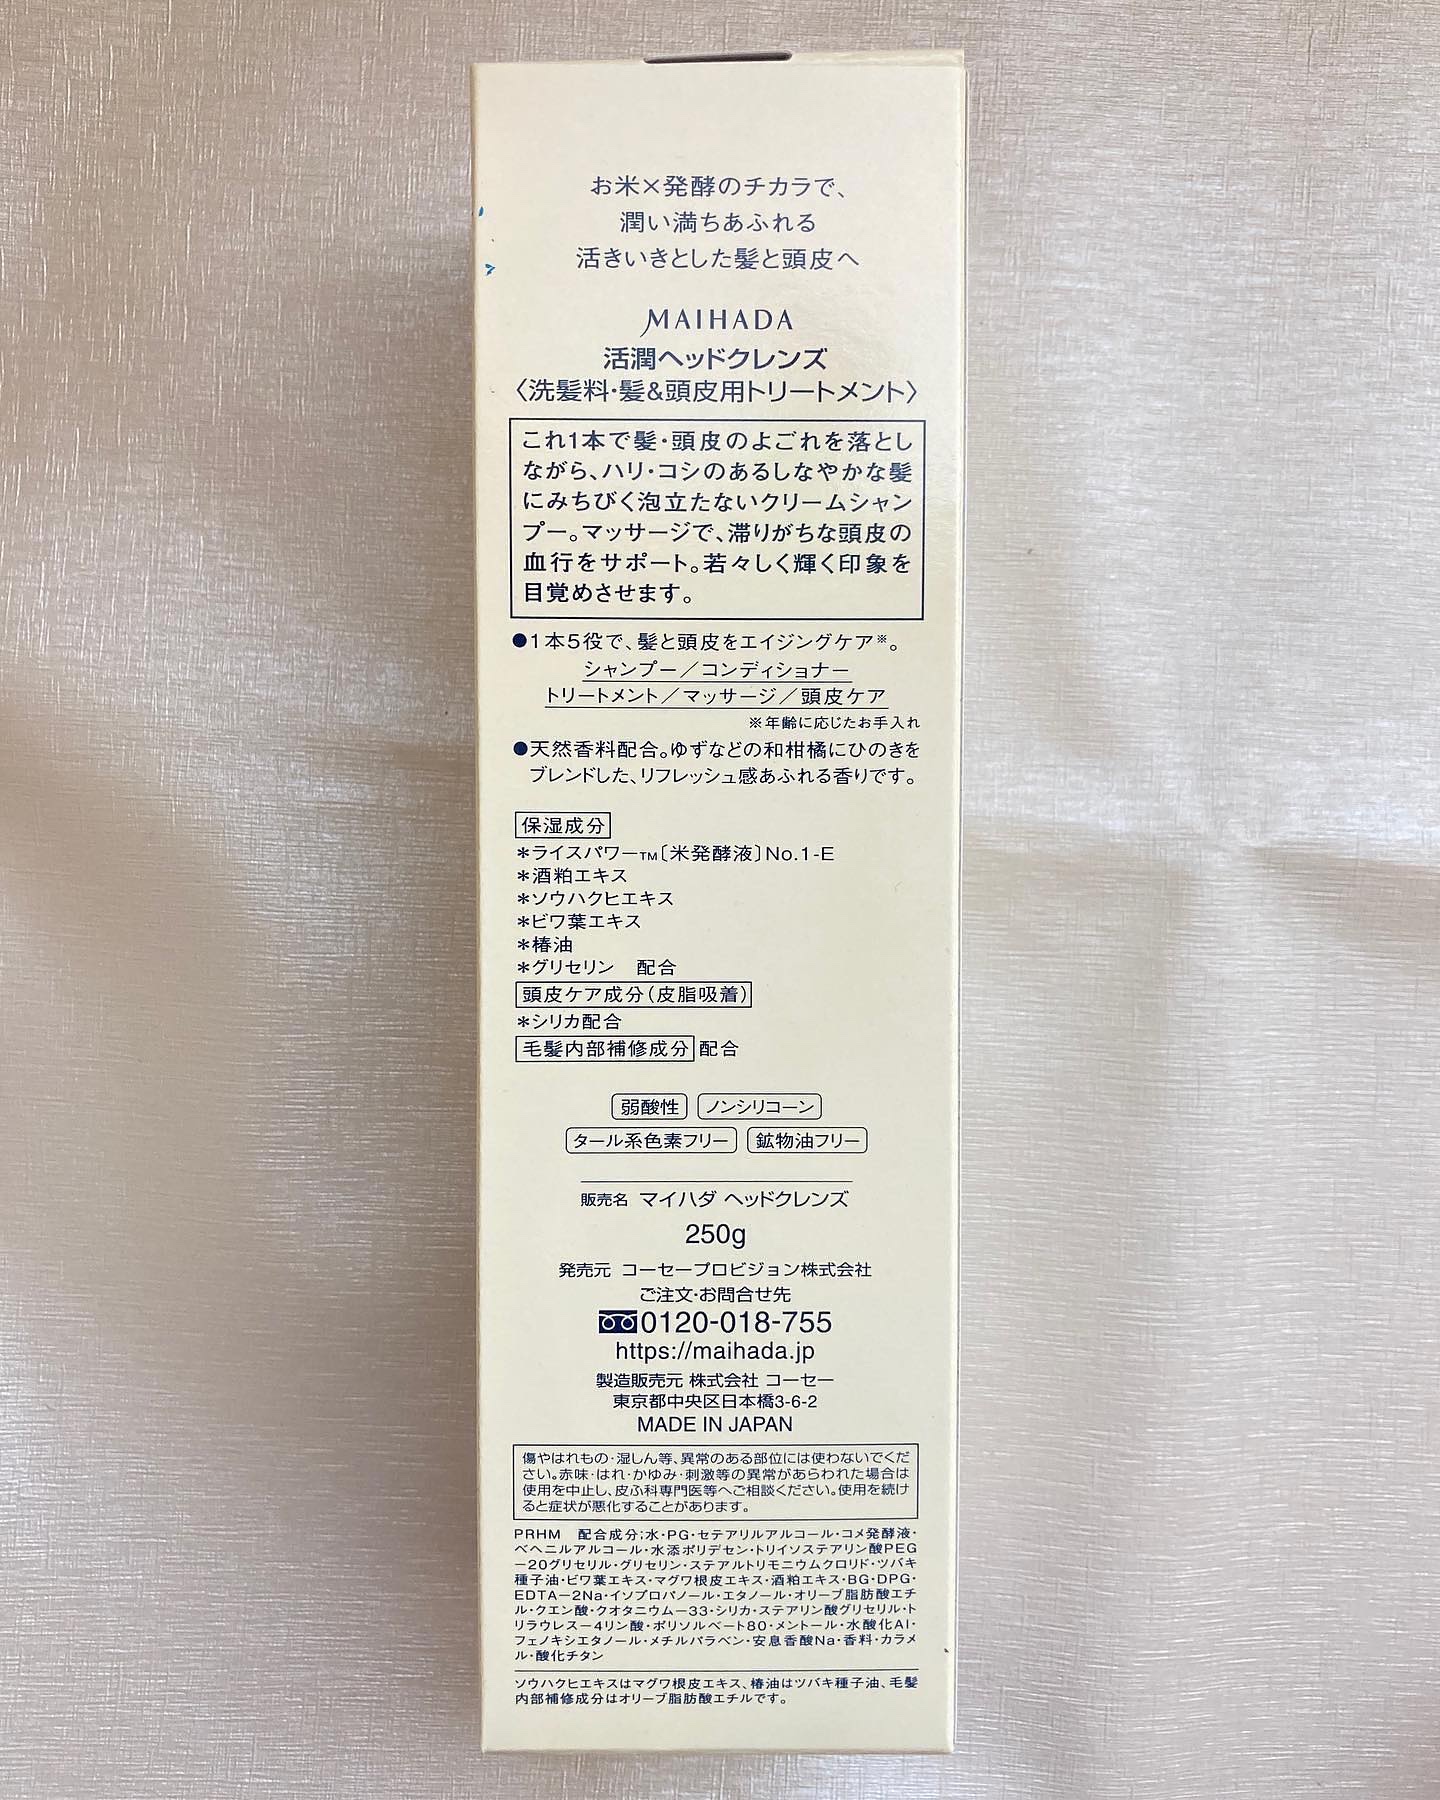 お米×発酵のチカラで、
潤い満ちあふれる
活きいきとした髪と頭皮へ
MAIHADA
活潤ヘッドクレンズ
〈洗髪料・髪&頭皮用トリートメント〉
これ1本で髪・頭皮のよごれを落とし
ながら、ハリ・コシのあるしなやかな髪
にみちびく泡立たないクリームシャン
プー。マッサージで、滞りがちな頭皮の
血行をサポート。若々しく輝く印象を
目覚めさせます。
●1本5役で、髪と頭皮をエイジングケア※。
シャンプー／コンディショナー
トリートメント／マッサージ／頭皮ケア
※年齢に応じたお手入れ
●天然香料配合。ゆずなどの和柑橘にひのきを
ブレンドした、リフレッシュ感あふれる香りです。
保湿成分
＊ライスパワー™〔米発酵液〕No.1-E
＊酒粕エキス
＊ソウハクヒエキス
＊ビワ葉エキス
＊椿油
＊グリセリン　配合
頭皮ケア成分（皮脂吸着）
＊シリカ配合
毛髪内部補修成分 配合
弱酸性 ノンシリコーン
タール系色素フリー 鉱物油フリー
販売名 マイハダ ヘッドクレンズ
250g
発売元 コーセープロビジョン株式会社
ご注文・お問合せ先
0120-018-755
https://maihada.jp
製造販売元 株式会社 コーセー
東京都中央区日本橋3-6-2
MADE IN JAPAN
傷やはれもの・湿しん等、異常のある部位には使わないでくだ
さい。赤味・はれ・かゆみ・刺激等の異常があらわれた場合は
使用を中止し、皮ふ科専門医等へご相談ください。使用を続け
ると症状が悪化することがあります。
PRHM　配合成分；水・PG・セテアリルアルコール・コメ発酵液・
ベヘニルアルコール・水添ポリデセン・トリイソステアリン酸PEG
－20グリセリル・グリセリン・ステアルトリモニウムクロリド・ツバキ
種子油・ビワ葉エキス・マグワ根皮エキス・酒粕エキス・BG・DPG・
EDTA－2Na・イソプロパノール・エタノール・オリーブ脂肪酸エチ
ル・クエン酸・クオタニウム－33・シリカ・ステアリン酸グリセリル・ト
リラウレス－4リン酸・ポリソルベート80・メントール・水酸化Al・
フェノキシエタノール・メチルパラベン・安息香酸Na・香料・カラメ
ル・酸化チタン
ソウハクヒエキスはマグワ根皮エキス、椿油はツバキ種子油、毛髪
内部補修成分はオリーブ脂肪酸エチルです。